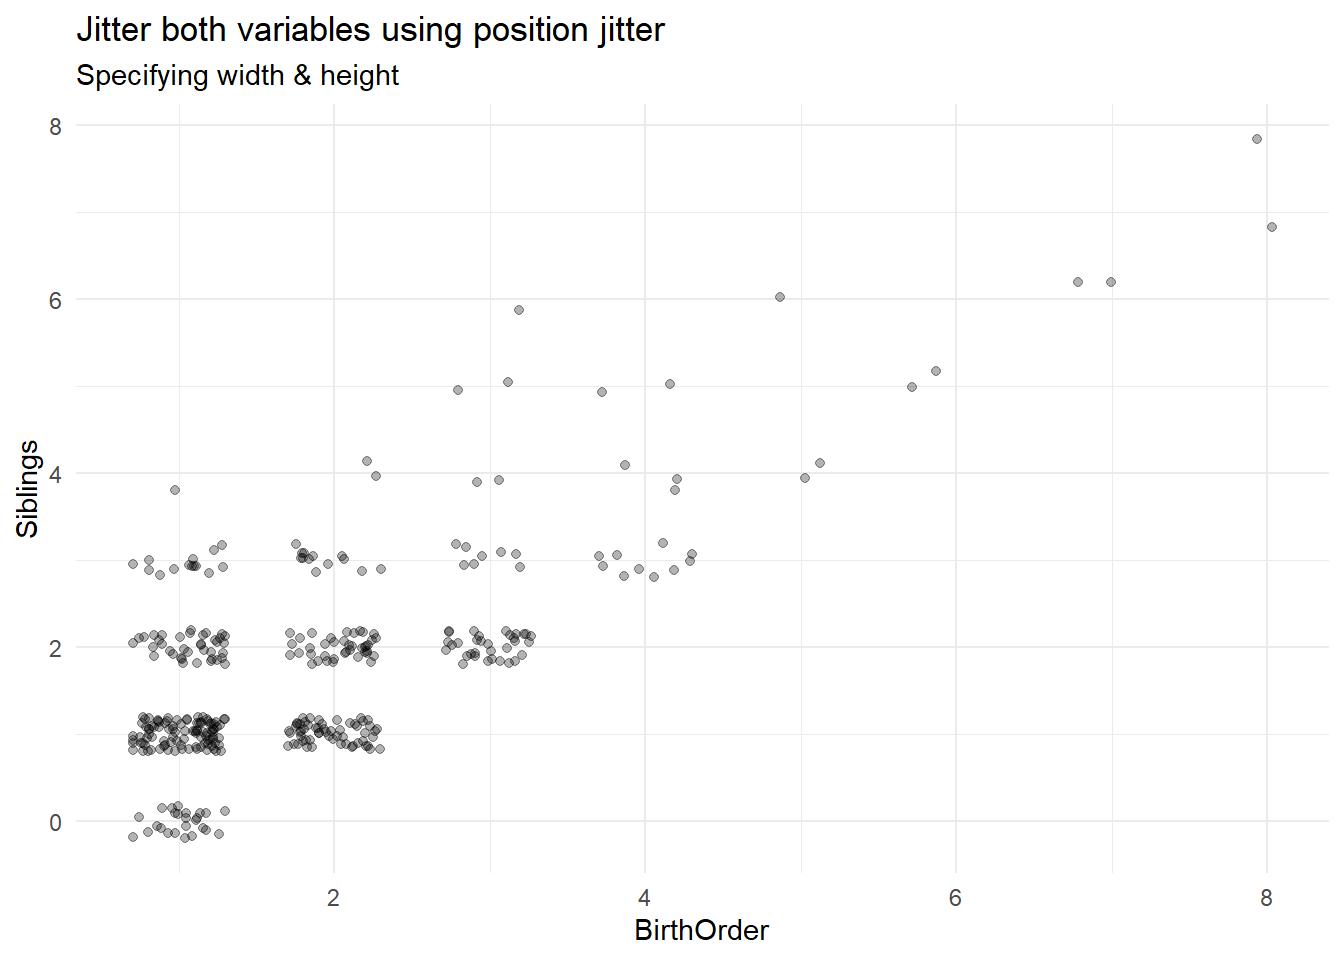 Jitter both variables using position jitter
Specifying width & height
8
6
4
2
0
Siblings
2
4
6
8
BirthOrder